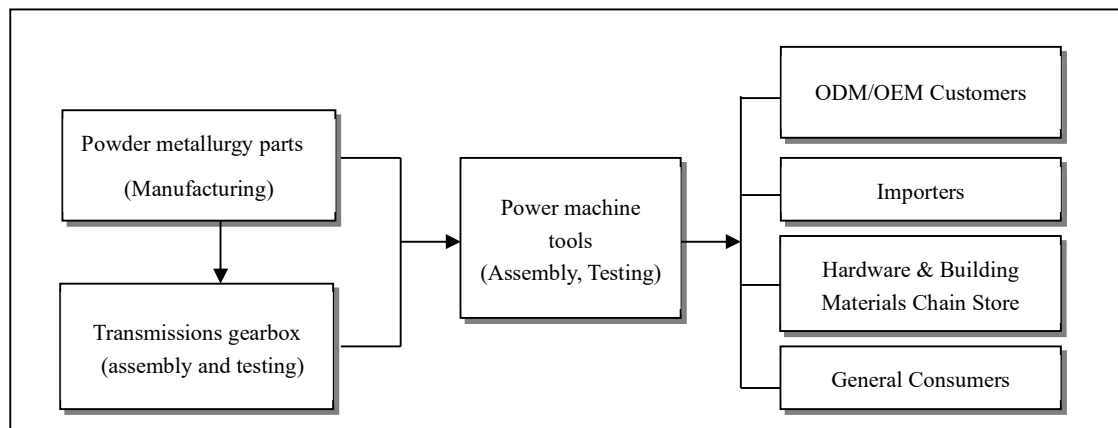 Powder metallurgy parts
(Manufacturing)
Transmissions gearbox
(assembly and testing)
Power machine
tools
(Assembly, Testing)
ODM/OEM Customers
Importers
Hardware & Building
Materials Chain Store
General Consumers